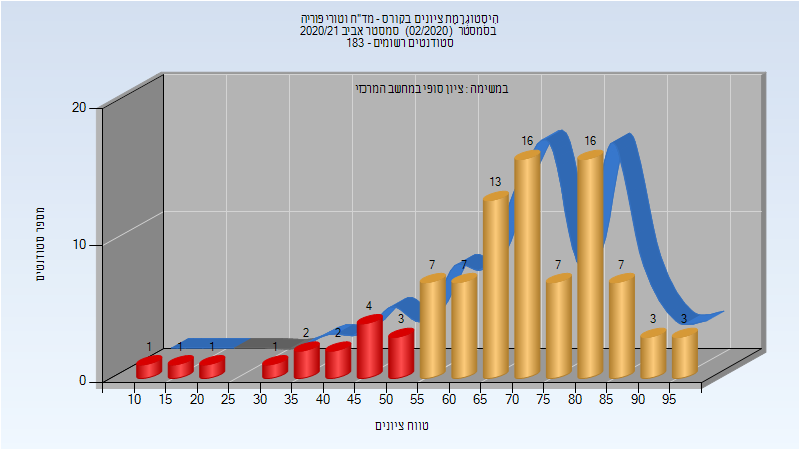 היסטוגרמת ציונים בקורס - מד"ח וטורי פוריה
בסמסטר (02/2020) סמסטר אביב 2020/21
סטודנטים רשומים - 183
במשימה : ציון סופי במחשב המרכזי
מספר סטודנטים
20
10
0
1 1 1 1 2 2 4 3 7 7 13 16 7 16 7 3 3
10 15 20 25 30 35 40 45 50 55 60 65 70 75 80 85 90 95
טווח ציונים